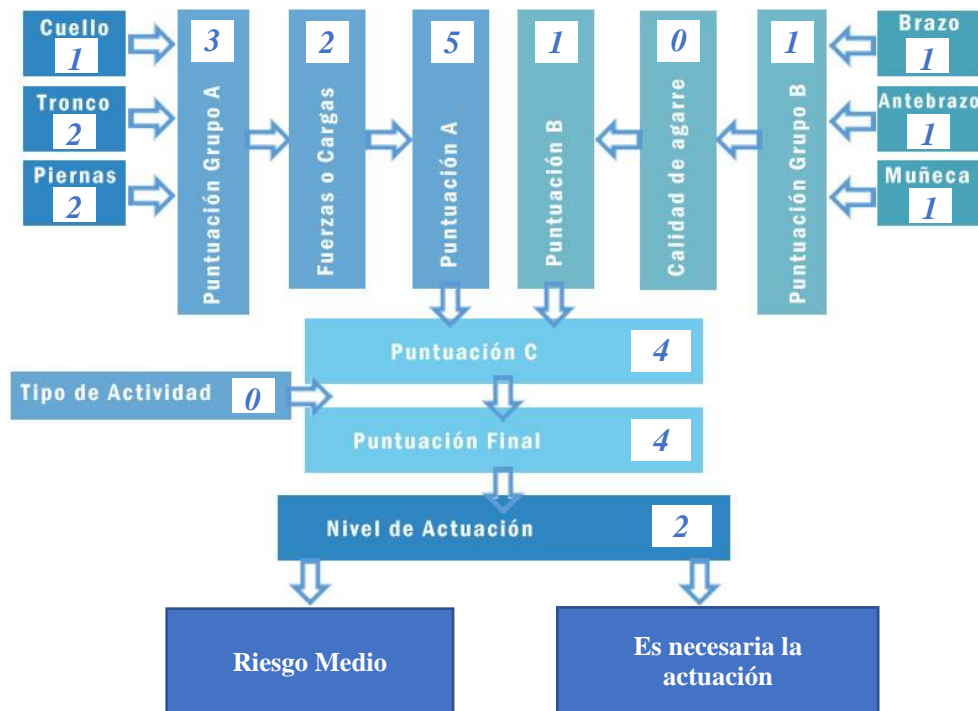 Cuello
1
Tronco
2
Piernas
2
3
Puntuación Grupo A
2
Fuerzas o Cargas
5
Puntuación A
1
Puntuación B
0
Calidad de agarre
1
Puntuación Grupo B
Brazo
1
Antebrazo
1
Muñeca
1
Puntuación C 4
Tipo de Actividad 0
Puntuación Final 4
Nivel de Actuación 2
Riesgo Medio
Es necesaria la
actuación